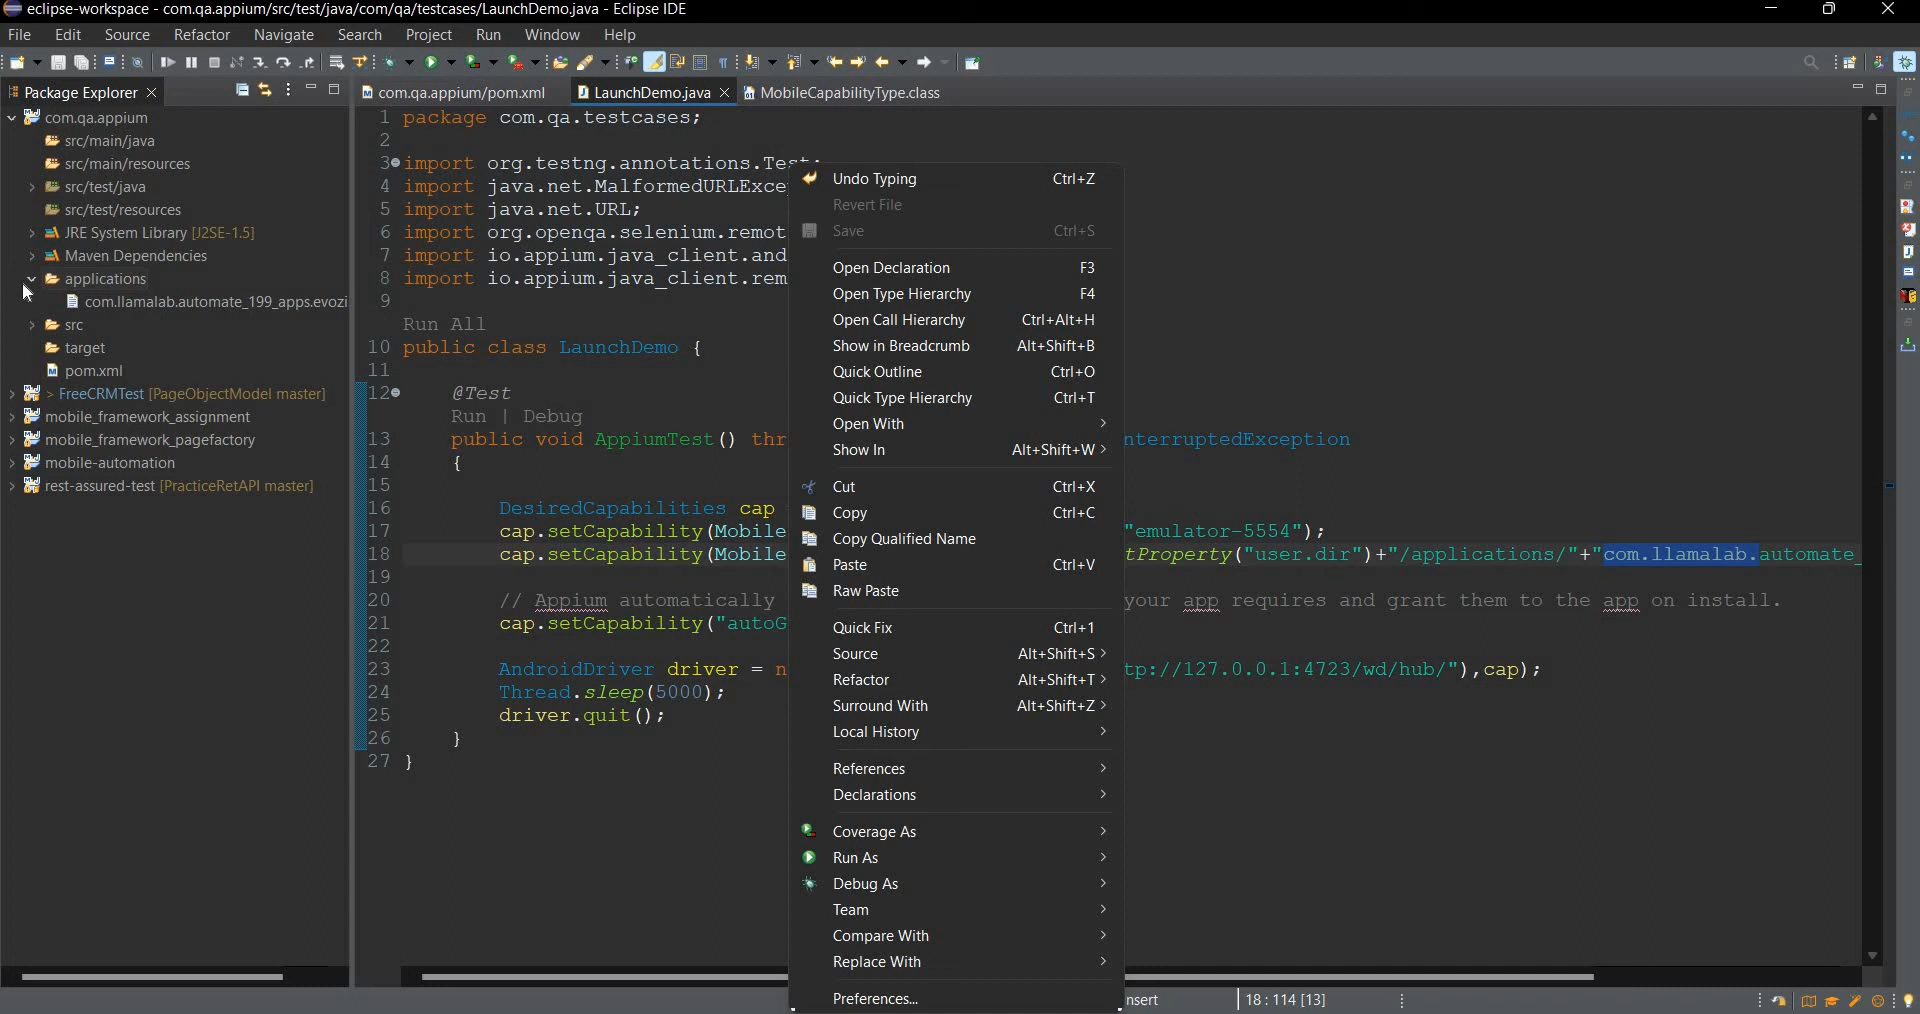 eclipse-workspace - com.qa.appium/src/test/java/com/qa/testcases/LaunchDemo.java - Eclipse IDE
File Edit Source Refactor Navigate Search Project Run Window Help
Package Explorer
com.qa.appium
src/main/java
src/main/resources
src/test/java
src/test/resources
JRE System Library [J2SE-1.5]
Maven Dependencies
applications
com.llamalab.automate_199_apps.evozi
src
target
pom.xml
> FreeCRMTest [PageObjectModel master]
mobile_framework_assignment
mobile_framework_pagefactory
mobile-automation
rest-assured-test [PracticeRetAPI master]
com.qa.appium/pom.xml LaunchDemo.java MobileCapabilityType.class
1 package com.qa.testcases;
2
3 import org.testng.annotations.Test;
4 import java.net.MalformedURLExce
5 import java.net.URL;
6 import org.openqa.selenium.remot
7 import io.appium.java_client.and
8 import io.appium.java_client.rem
9
Run All
10 public class LaunchDemo {
11
12 @Test
Run | Debug
13 public void AppiumTest() thr nterruptedException
14 {
15
16 DesiredCapabilities cap
17 cap.setCapability(Mobile "emulator-5554");
18 cap.setCapability(Mobile tProperty("user.dir")+"/applications/"+"com.llamalab.automate_
19
20 // Appium automatically your app requires and grant them to the app on install.
21 cap.setCapability("autoG
22
23 AndroidDriver driver = n tp://127.0.0.1:4723/wd/hub/"),cap);
24 Thread.sleep(5000);
25 driver.quit();
26 }
27 }
Undo Typing Ctrl+Z
Revert File
Save Ctrl+S
Open Declaration F3
Open Type Hierarchy F4
Open Call Hierarchy Ctrl+Alt+H
Show in Breadcrumb Alt+Shift+B
Quick Outline Ctrl+O
Quick Type Hierarchy Ctrl+T
Open With
Show In Alt+Shift+W
Cut Ctrl+X
Copy Ctrl+C
Copy Qualified Name
Paste Ctrl+V
Raw Paste
Quick Fix Ctrl+1
Source Alt+Shift+S
Refactor Alt+Shift+T
Surround With Alt+Shift+Z
Local History
References
Declarations
Coverage As
Run As
Debug As
Team
Compare With
Replace With
Preferences...
nsert 18 : 114 [13]